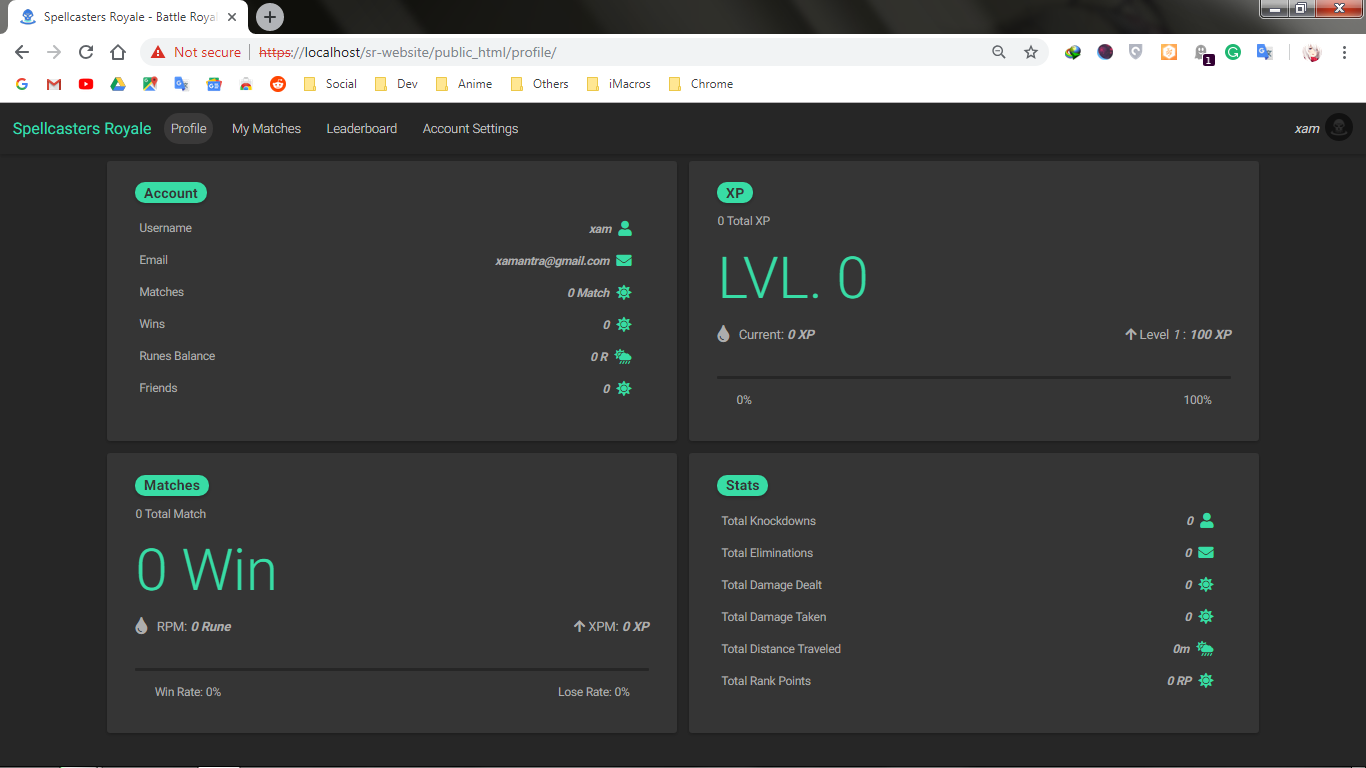 Spellcasters Royale - Battle Royal
Not secure | https://localhost/sr-website/public_html/profile/
1
Social Dev Anime Others iMacros Chrome
Spellcasters Royale Profile My Matches Leaderboard Account Settings xam
Account
Username xam
Email xamantra@gmail.com
Matches 0 Match
Wins 0
Runes Balance 0 R
Friends 0
XP
0 Total XP
LVL. 0
Current: 0 XP Level 1 : 100 XP
0% 100%
Matches
0 Total Match
0 Win
RPM: 0 Rune XPM: 0 XP
Win Rate: 0% Lose Rate: 0%
Stats
Total Knockdowns 0
Total Eliminations 0
Total Damage Dealt 0
Total Damage Taken 0
Total Distance Traveled 0m
Total Rank Points 0 RP